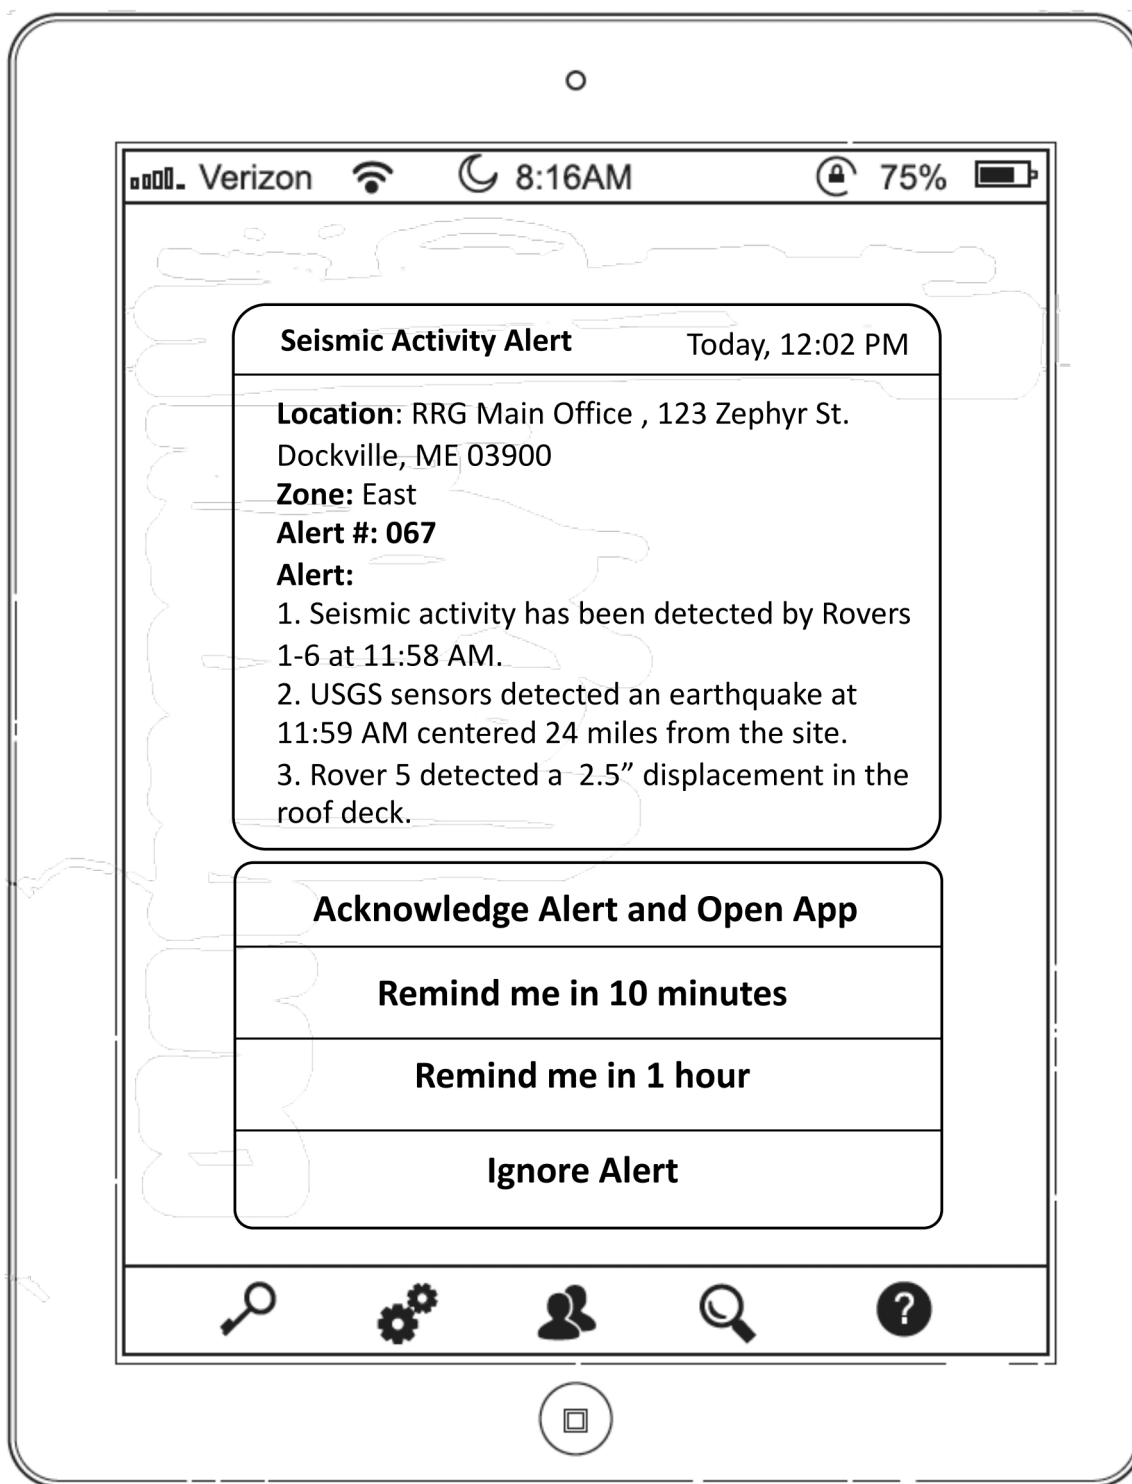 Verizon 8:16AM 75%
Seismic Activity Alert Today, 12:02 PM
Location: RRG Main Office , 123 Zephyr St.
Dockville, ME 03900
Zone: East
Alert #: 067
Alert:
1. Seismic activity has been detected by Rovers
1-6 at 11:58 AM.
2. USGS sensors detected an earthquake at
11:59 AM centered 24 miles from the site.
3. Rover 5 detected a  2.5” displacement in the
roof deck.
Acknowledge Alert and Open App
Remind me in 10 minutes
Remind me in 1 hour
Ignore Alert
?